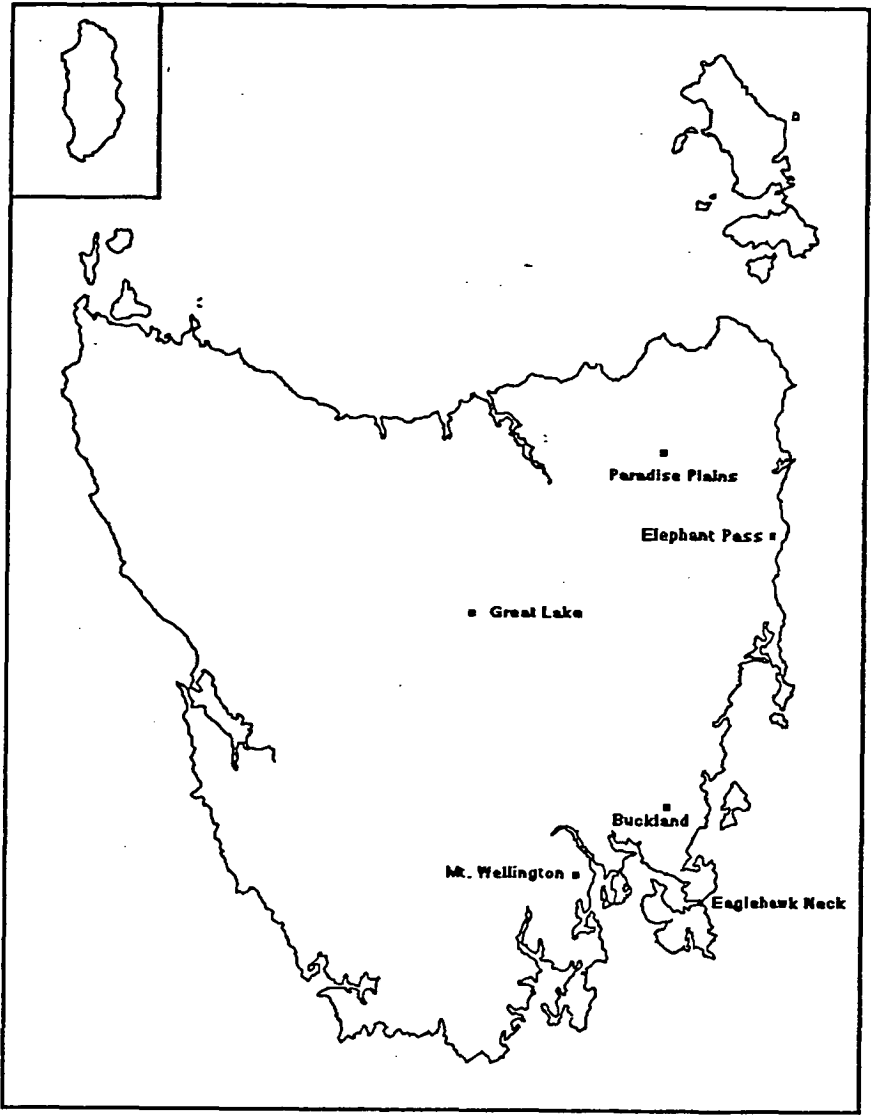 Paradise Plains
Elephant Pass
Great Lake
Buckland
Mt. Wellington
Eaglehawk Neck